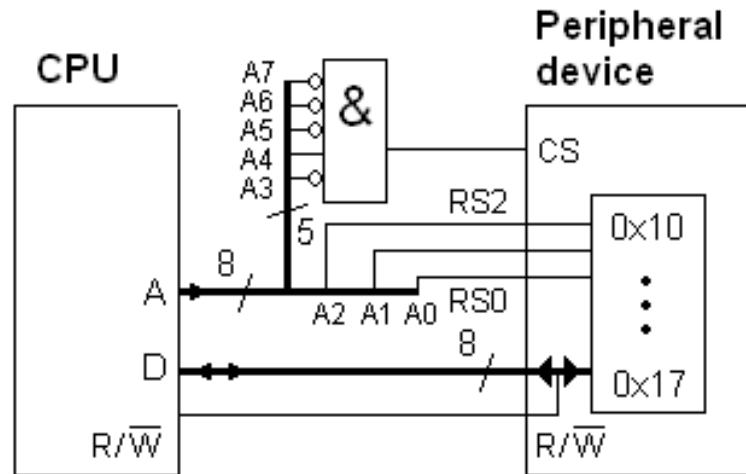 CPU
Peripheral
device
A7
A6
A5
A4
A3
&
CS
5
RS2
0x10
8
A
A2 A1 A0
RS0
D
8
0x17
R/W̅
R/W̅